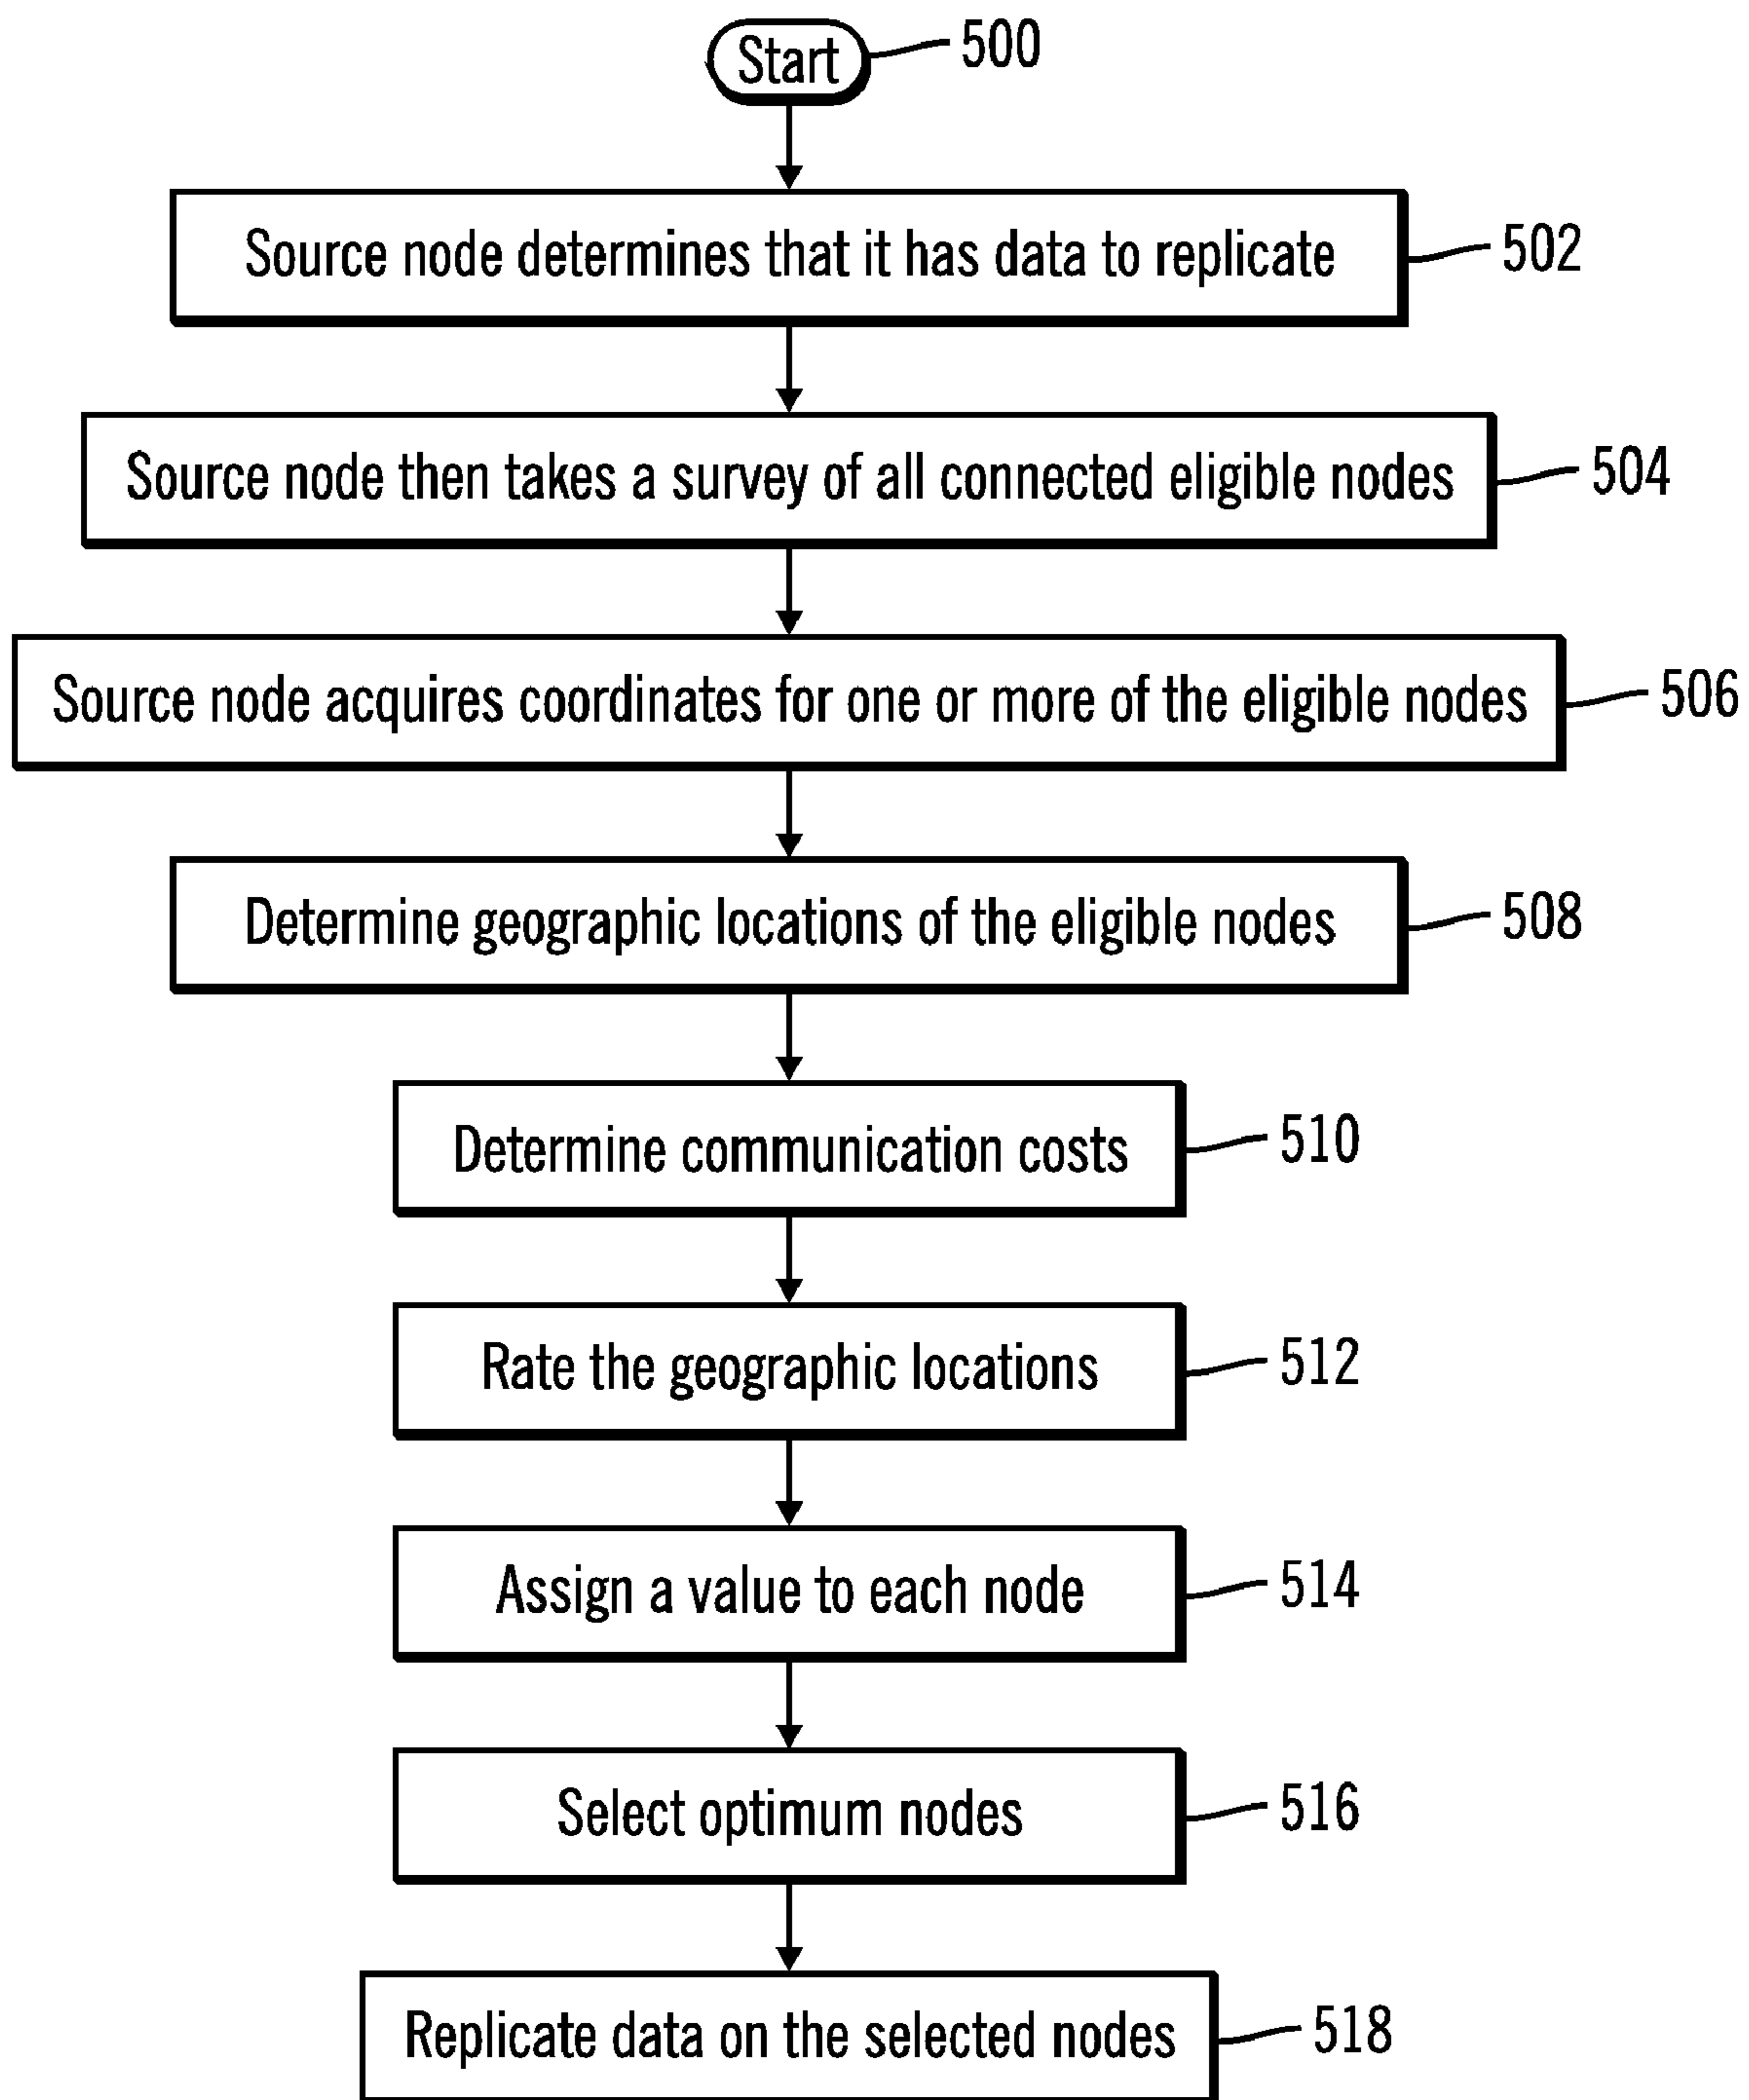 Start
500
Source node determines that it has data to replicate
502
Source node then takes a survey of all connected eligible nodes
504
Source node acquires coordinates for one or more of the eligible nodes
506
Determine geographic locations of the eligible nodes
508
Determine communication costs
510
Rate the geographic locations
512
Assign a value to each node
514
Select optimum nodes
516
Replicate data on the selected nodes
518